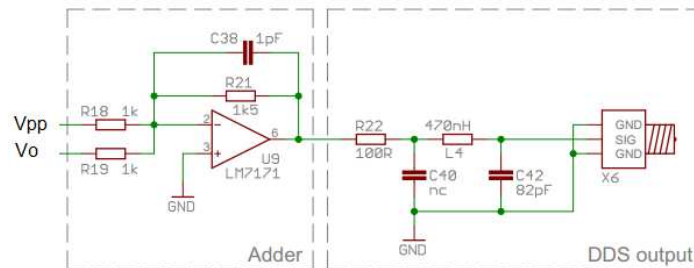 C38 1pF
R21
1k5
Vpp R18 1k
Vo
R19 1k
2
3
6
U9
LM7171
GND
Adder
R22
100R
470nH
L4
C40
nc
C42
82pF
GND
GND
SIG
GND
X6
DDS output